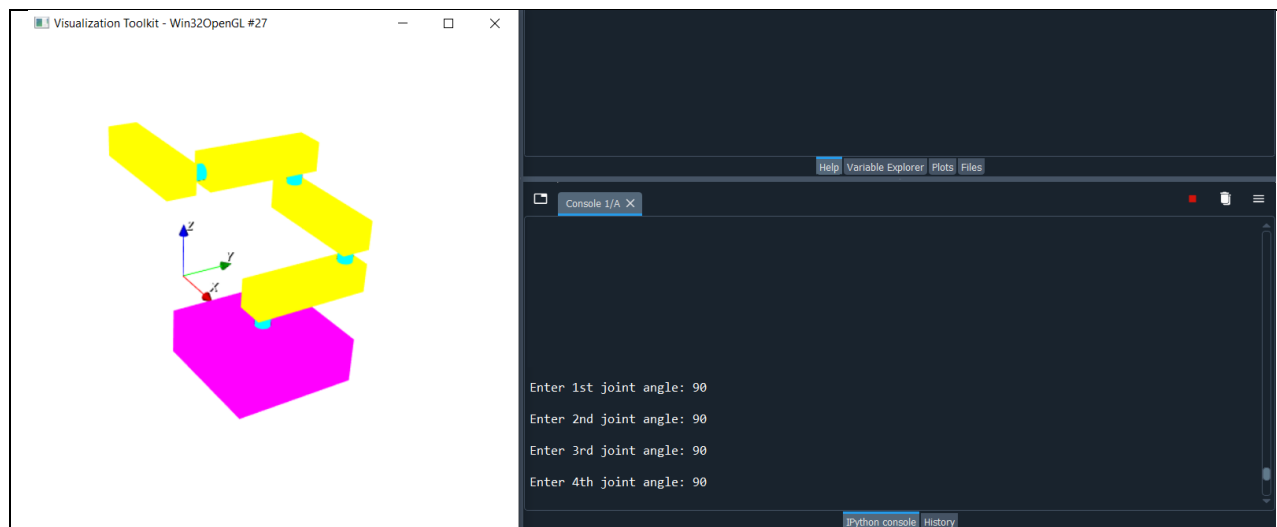 Visualization Toolkit - Win32OpenGL #27
Z
Y
X
Help Variable Explorer Plots Files
Console 1/A
Enter 1st joint angle: 90
Enter 2nd joint angle: 90
Enter 3rd joint angle: 90
Enter 4th joint angle: 90
IPython console History